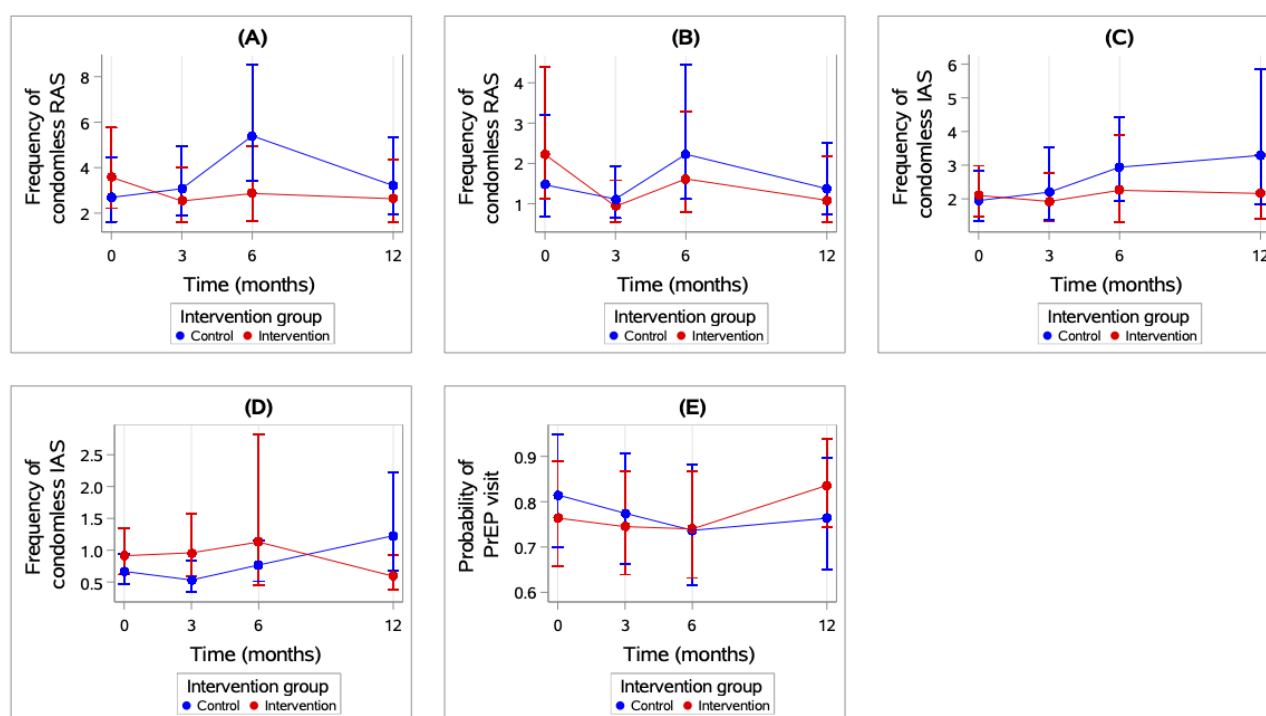 (A)
Frequency of
condomless RAS
8
6
4
2
0 3 6 12
Time (months)
Intervention group
Control Intervention
(B)
Frequency of
condomless RAS
4
3
2
1
0 3 6 12
Time (months)
Intervention group
Control Intervention
(C)
Frequency of
condomless IAS
6
5
4
3
2
0 3 6 12
Time (months)
Intervention group
Control Intervention
(D)
Frequency of
condomless IAS
2.5
2.0
1.5
1.0
0.5
0 3 6 12
Time (months)
Intervention group
Control Intervention
(E)
Probability of
PrEP visit
0.9
0.8
0.7
0.6
0 3 6 12
Time (months)
Intervention group
Control Intervention